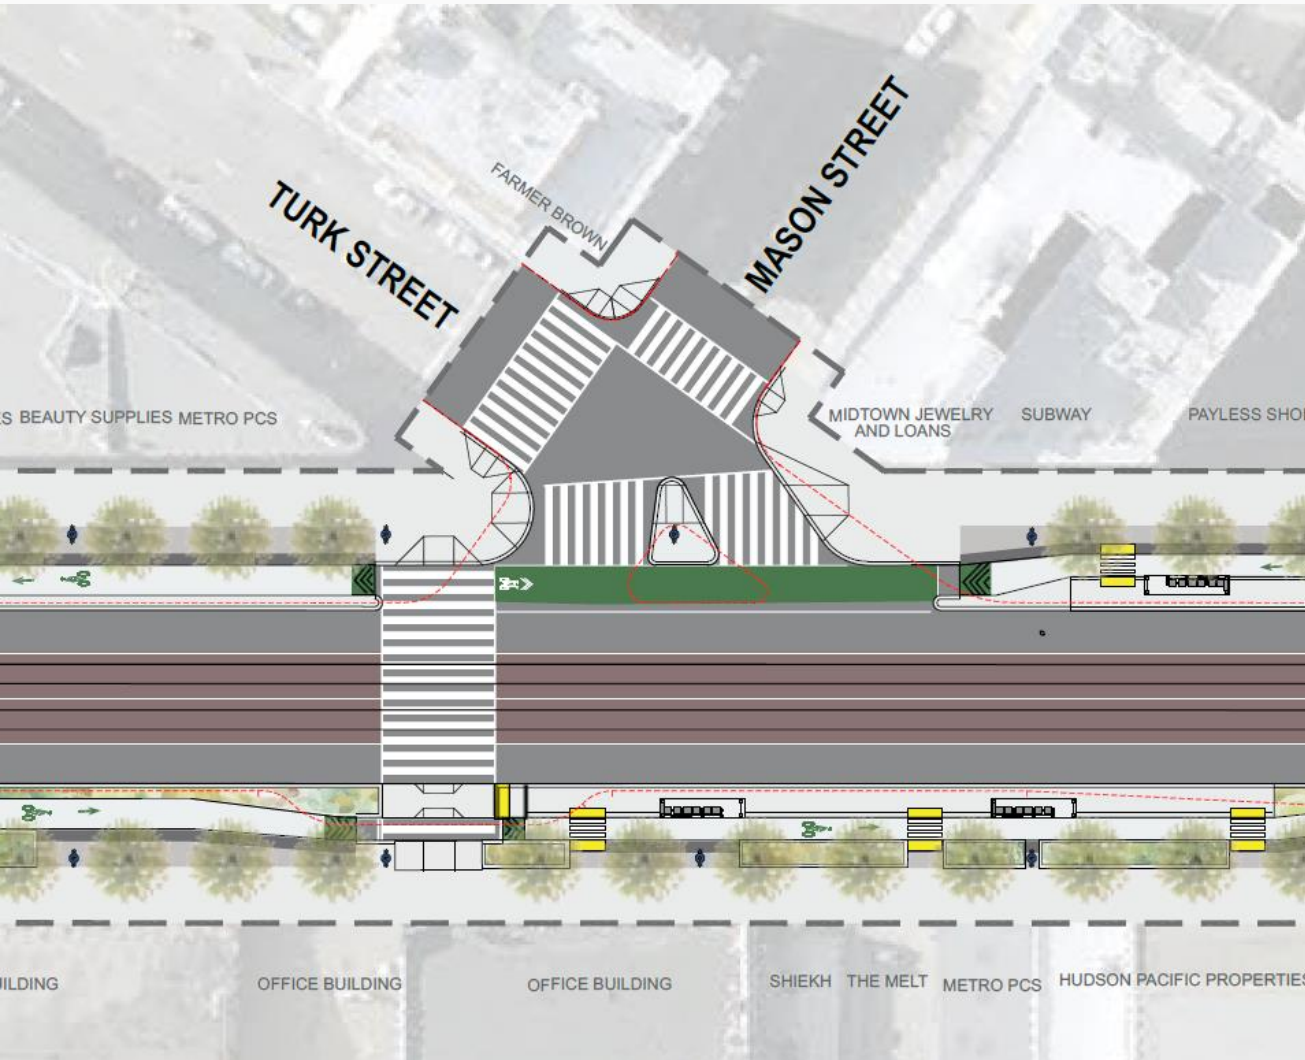 FARMER BROWN
TURK STREET
MASON STREET
BEAUTY SUPPLIES
METRO PCS
MIDTOWN JEWELRY
AND LOANS
SUBWAY
PAYLESS
OFFICE BUILDING
OFFICE BUILDING
SHIEKH
THE MELT
METRO PCS
HUDSON PACIFIC PROPERTIES